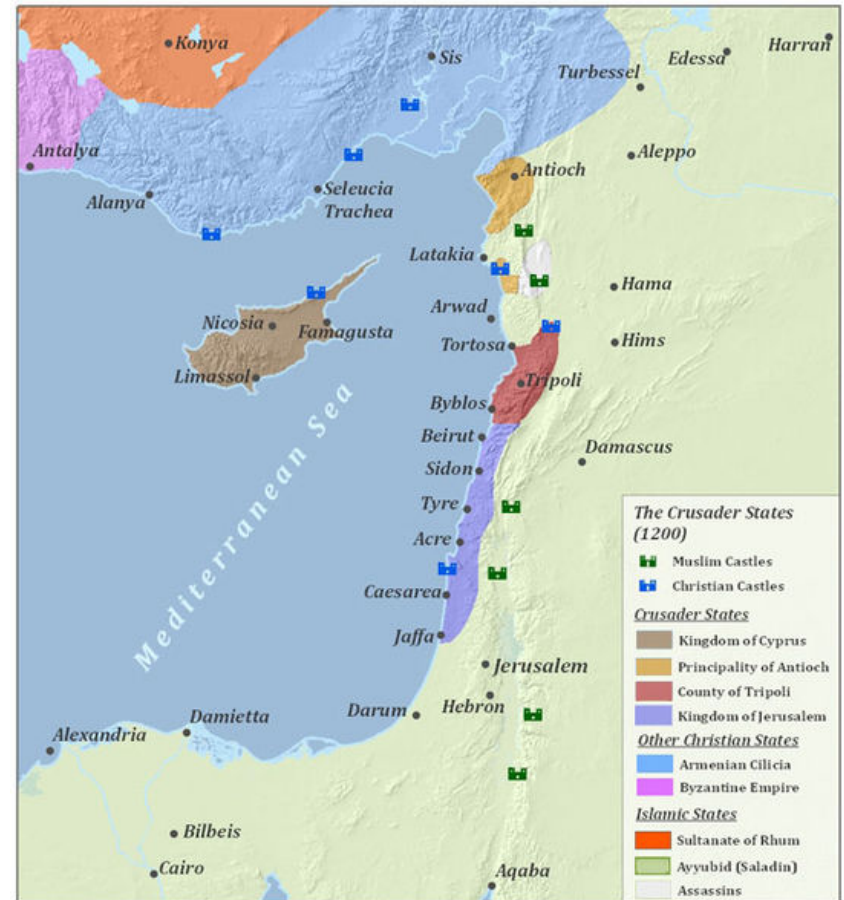 Konya
Sis
Edessa
Harran
Turbessel
Antalya
Aleppo
Antioch
Alanya
Seleucia
Trachea
Latakia
Hama
Arwad
Nicosia
Famagusta
Tortosa
Hims
Limassol
Tripoli
Byblos
Beirut
Damascus
Sidon
Mediterranean Sea
Tyre
Acre
Caesarea
Jaffa
Jerusalem
Hebron
Darum
Damietta
Alexandria
Bilbeis
Cairo
Aqaba
The Crusader States
(1200)
Muslim Castles
Christian Castles
Crusader States
Kingdom of Cyprus
Principality of Antioch
County of Tripoli
Kingdom of Jerusalem
Other Christian States
Armenian Cilicia
Byzantine Empire
Islamic States
Sultanate of Rhum
Ayyubid (Saladin)
Assassins